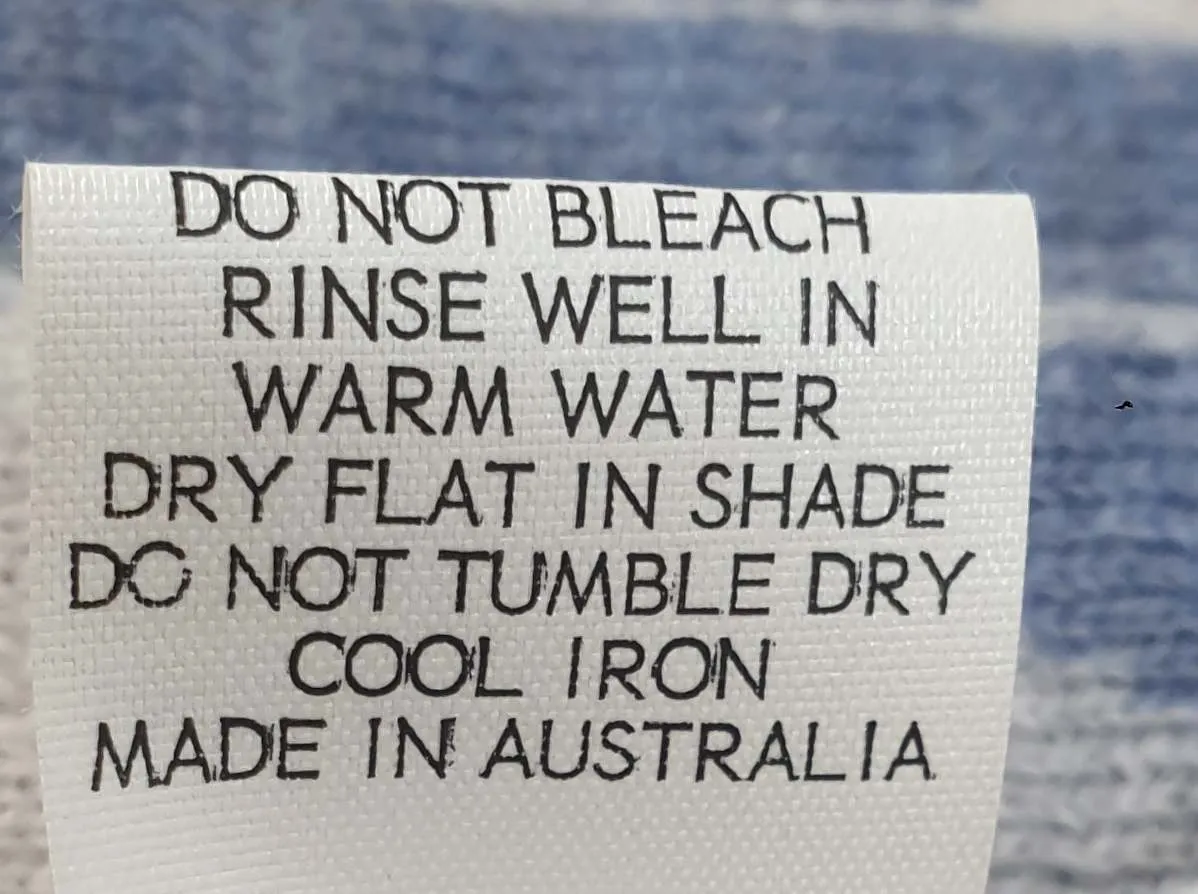 DO NOT BLEACH
RINSE WELL IN
WARM WATER
DRY FLAT IN SHADE
DO NOT TUMBLE DRY
COOL IRON
MADE IN AUSTRALIA